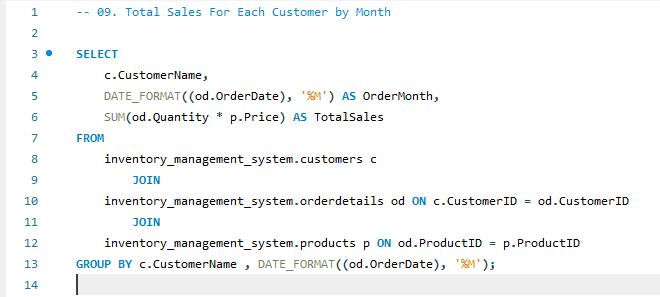 1 -- 09. Total Sales For Each Customer by Month
2
3 SELECT
4 c.CustomerName,
5 DATE_FORMAT((od.OrderDate), '%M') AS OrderMonth,
6 SUM(od.Quantity * p.Price) AS TotalSales
7 FROM
8 inventory_management_system.customers c
9 JOIN
10 inventory_management_system.orderdetails od ON c.CustomerID = od.CustomerID
11 JOIN
12 inventory_management_system.products p ON od.ProductID = p.ProductID
13 GROUP BY c.CustomerName , DATE_FORMAT((od.OrderDate), '%M');
14